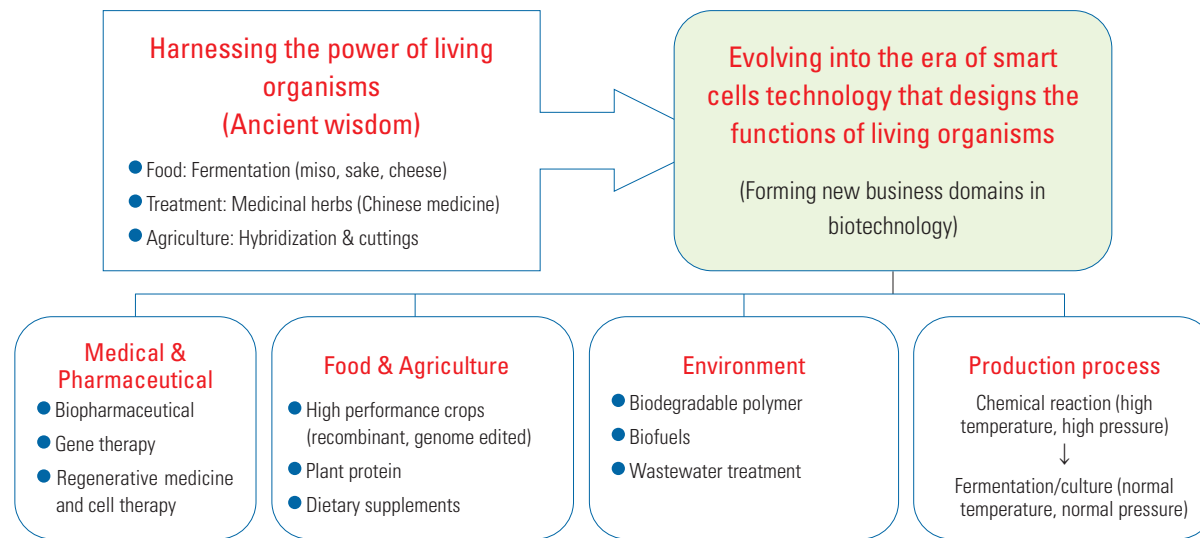 Harnessing the power of living
organisms
(Ancient wisdom)
● Food: Fermentation (miso, sake, cheese)
● Treatment: Medicinal herbs (Chinese medicine)
● Agriculture: Hybridization & cuttings
Evolving into the era of smart
cells technology that designs the
functions of living organisms
(Forming new business domains in
biotechnology)
Medical &
Pharmaceutical
● Biopharmaceutical
● Gene therapy
● Regenerative medicine
and cell therapy
Food & Agriculture
● High performance crops
(recombinant, genome edited)
● Plant protein
● Dietary supplements
Environment
● Biodegradable polymer
● Biofuels
● Wastewater treatment
Production process
Chemical reaction (high
temperature, high pressure)
↓
Fermentation/culture (normal
temperature, normal pressure)